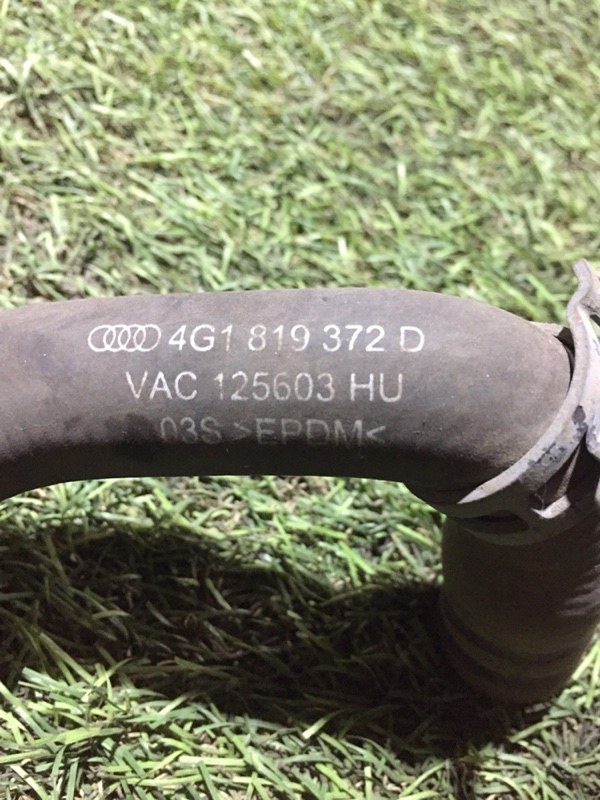 4G1 819 372 D
VAC 125603 HU
03S >EPDM<